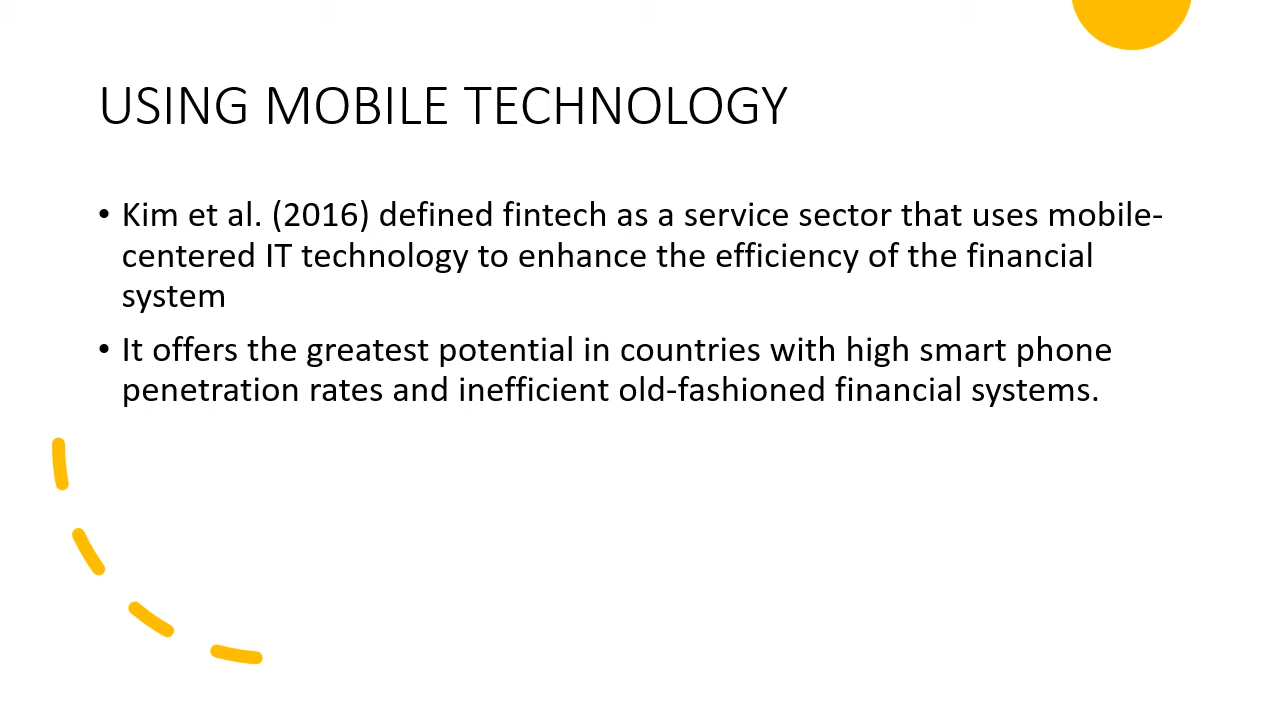 USING MOBILE TECHNOLOGY
• Kim et al. (2016) defined fintech as a service sector that uses mobile-
centered IT technology to enhance the efficiency of the financial
system
• It offers the greatest potential in countries with high smart phone
penetration rates and inefficient old-fashioned financial systems.